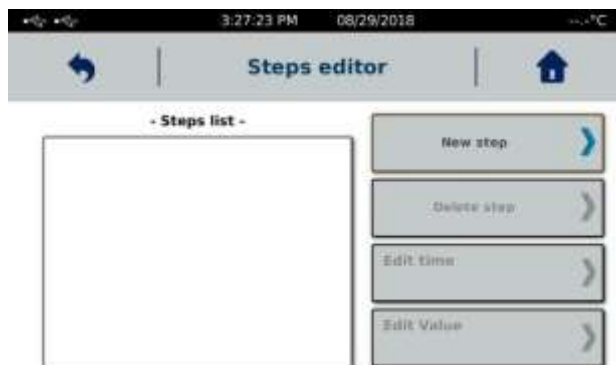 3:27:23 PM 08/29/2018 --.-°C
Steps editor
- Steps list -
New step
Delete step
Edit time
Edit Value